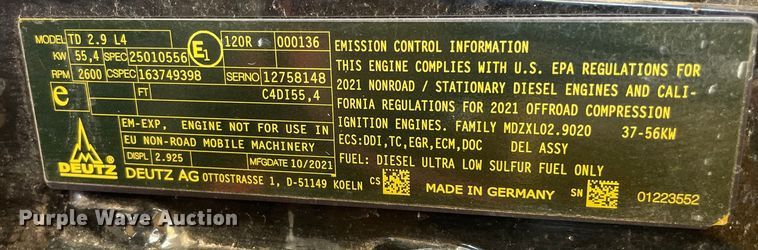 MODEL TD 2.9 L4
KW 55,4 SPEC 25010556
RPM 2600 CSPEC 163749398
E1 120R 000136
SERNO 12758148
e FT C4DI55,4
EM-EXP, ENGINE NOT FOR USE IN
EU NON-ROAD MOBILE MACHINERY
DISPL 2.925 MFGDATE 10/2021
DEUTZ
DEUTZ AG OTTOSTRASSE 1, D-51149 KOELN
EMISSION CONTROL INFORMATION
THIS ENGINE COMPLIES WITH U.S. EPA REGULATIONS FOR
2021 NONROAD / STATIONARY DIESEL ENGINES AND CALI-
FORNIA REGULATIONS FOR 2021 OFFROAD COMPRESSION
IGNITION ENGINES. FAMILY MDZXL02.9020 37-56KW
ECS:DDI,TC,EGR,ECM,DOC DEL ASSY
FUEL: DIESEL ULTRA LOW SULFUR FUEL ONLY
CS MADE IN GERMANY SN 01223552
Purple Wave Auction